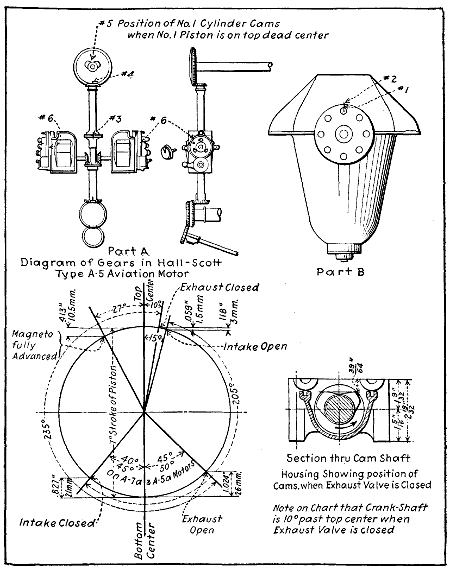 #5 Position of No.1 Cylinder Cams
when No.1 Piston is on top dead center
#4
#6
#3
#6
#2
#1
Part A
Diagram of Gears in Hall-Scott
Type A-5 Aviation Motor
Part B
Top
Center
Exhaust Closed
27°
10°
.413"
10.5mm.
.059"
1.5mm.
.118"
3mm.
15°
Intake Open
Magneto
fully
Advanced
7" Stroke of Piston
235°
205°
40°
45°
45°
50°
On A-7a & A-5a Motors
.827"
21mm.
1.024"
26mm.
Intake Closed
Exhaust
Open
Bottom
Center
39"
64
Section thru Cam Shaft
Housing Showing position of
Cams, when Exhaust Valve is Closed
Note on Chart that Crank-Shaft
is 10° past top center when
Exhaust Valve is closed